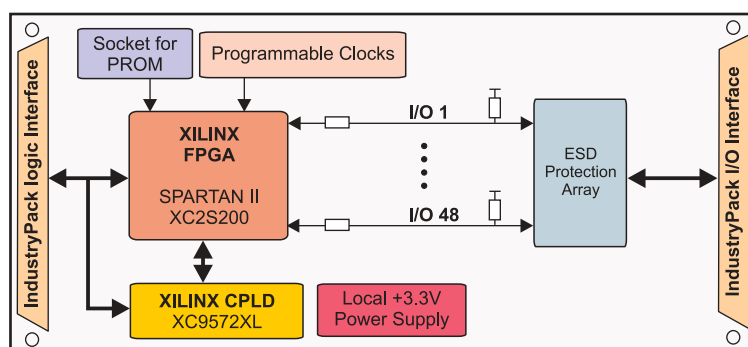 Socket for
PROM
Programmable Clocks
IndustryPack logic Interface
XILINX
FPGA
SPARTAN II
XC2S200
I/O 1
I/O 48
ESD
Protection
Array
IndustryPack I/O Interface
XILINX CPLD
XC9572XL
Local +3.3V
Power Supply